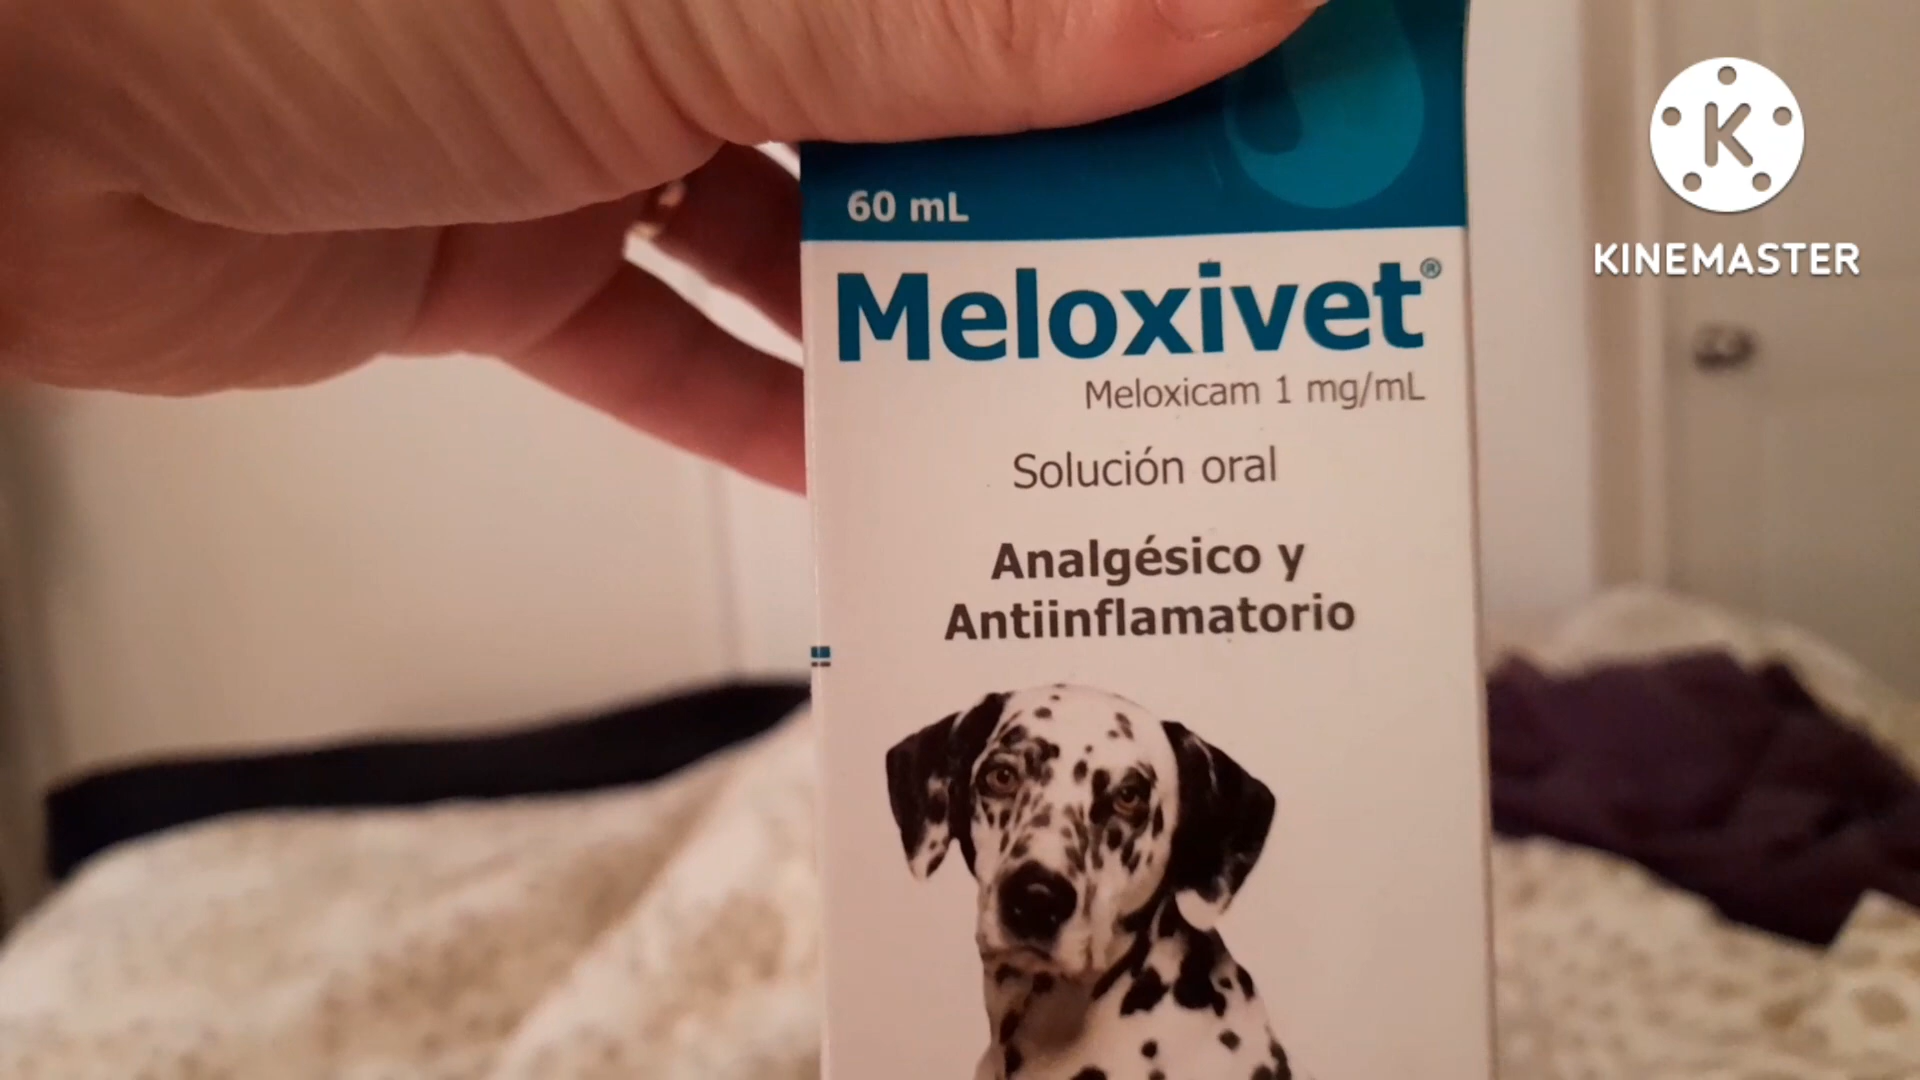 60 mL
Meloxivet®
Meloxicam 1 mg/mL
Solución oral
Analgésico y
Antiinflamatorio
K
KINEMASTER